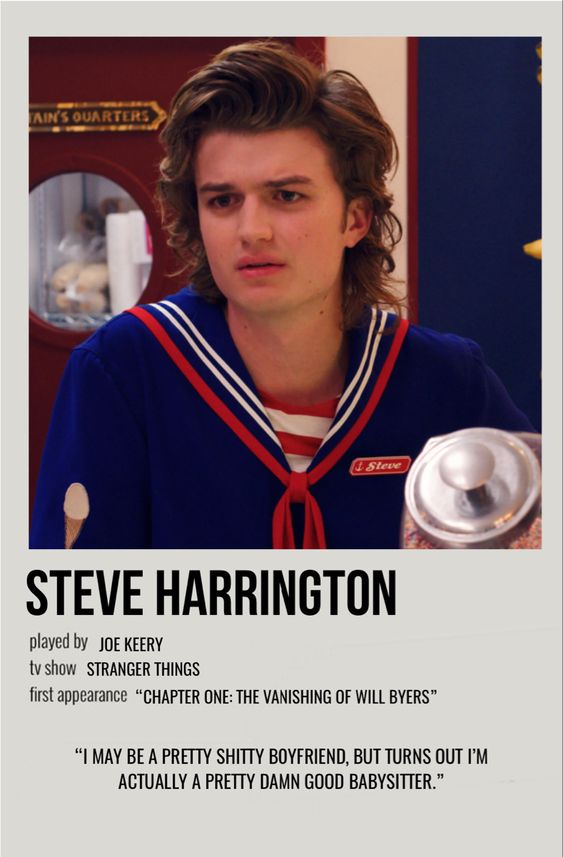 TAIN'S QUARTERS
Steve
STEVE HARRINGTON
played by JOE KEERY
tv show STRANGER THINGS
first appearance “CHAPTER ONE: THE VANISHING OF WILL BYERS”
“I MAY BE A PRETTY SHITTY BOYFRIEND, BUT TURNS OUT I’M
ACTUALLY A PRETTY DAMN GOOD BABYSITTER.”